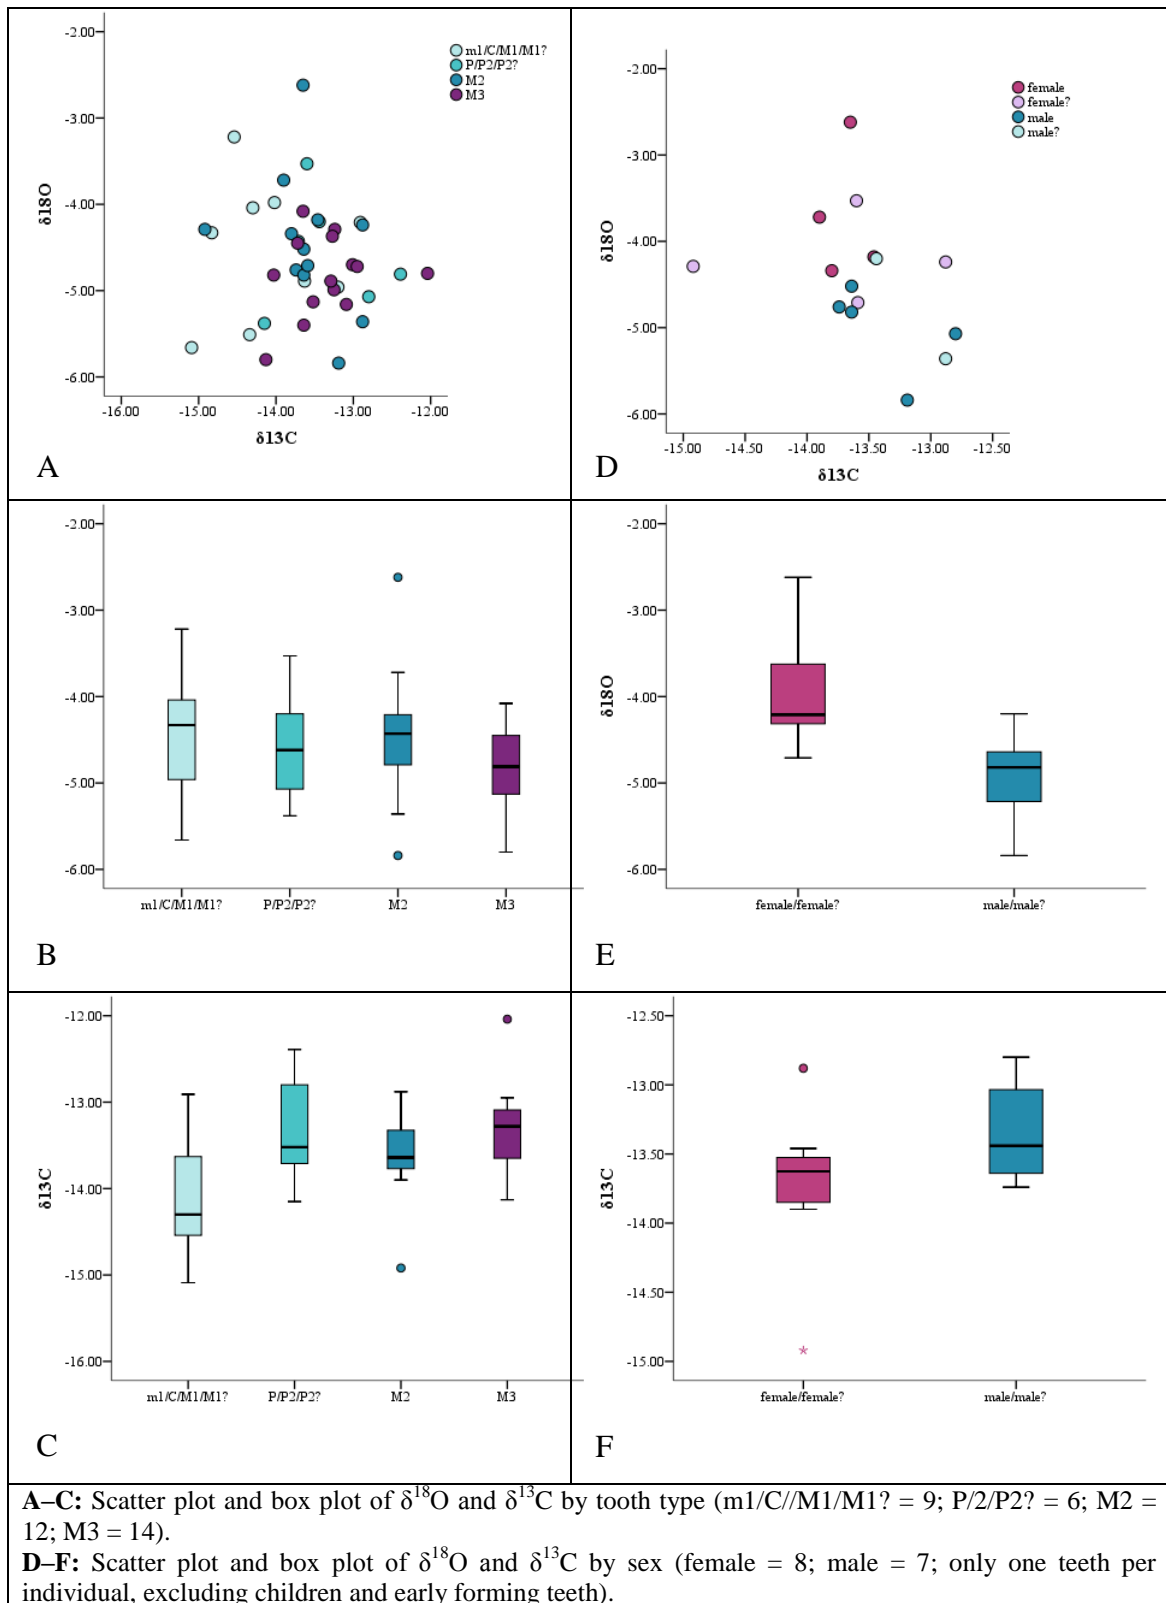 -2.00
-3.00
-4.00
-5.00
-6.00
δ18O
m1/C/M1/M1?
P/P2/P2?
M2
M3
-16.00 -15.00 -14.00 -13.00 -12.00
δ13C
A
-2.00
-3.00
-4.00
-5.00
-6.00
δ18O
female
female?
male
male?
-15.00 -14.50 -14.00 -13.50 -13.00 -12.50
δ13C
D
-2.00
-3.00
-4.00
-5.00
-6.00
m1/C/M1/M1? P/P2/P2? M2 M3
B
-2.00
-3.00
-4.00
-5.00
-6.00
δ18O
female/female? male/male?
E
-12.00
-13.00
-14.00
-15.00
-16.00
δ13C
m1/C/M1/M1? P/P2/P2? M2 M3
C
-12.50
-13.00
-13.50
-14.00
-14.50
-15.00
δ13C
female/female? male/male?
F
A–C: Scatter plot and box plot of δ18O and δ13C by tooth type (m1/C//M1/M1? = 9; P/2/P2? = 6; M2 =
12; M3 = 14).
D–F: Scatter plot and box plot of δ18O and δ13C by sex (female = 8; male = 7; only one teeth per
individual, excluding children and early forming teeth).